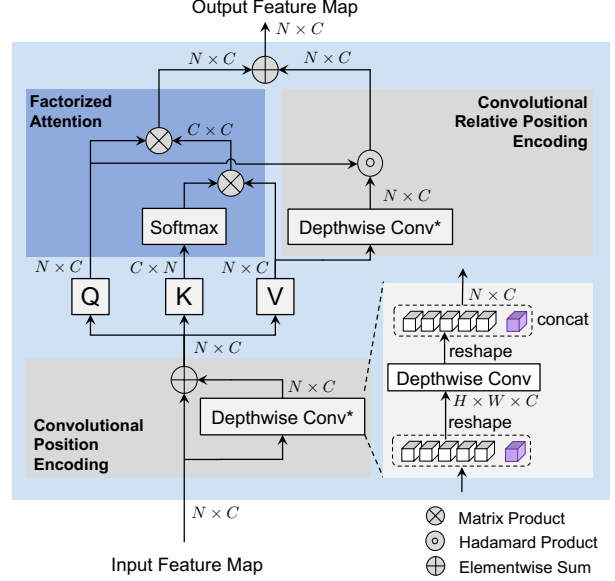 Output Feature Map
N × C
N × C
N × C
Factorized
Attention
C × C
Convolutional
Relative Position
Encoding
N × C
Softmax
Depthwise Conv*
N × C
C × N
N × C
Q
K
V
N × C
N × C
concat
reshape
Depthwise Conv
H × W × C
reshape
N × C
Depthwise Conv*
Convolutional
Position
Encoding
N × C
Input Feature Map
Matrix Product
Hadamard Product
Elementwise Sum